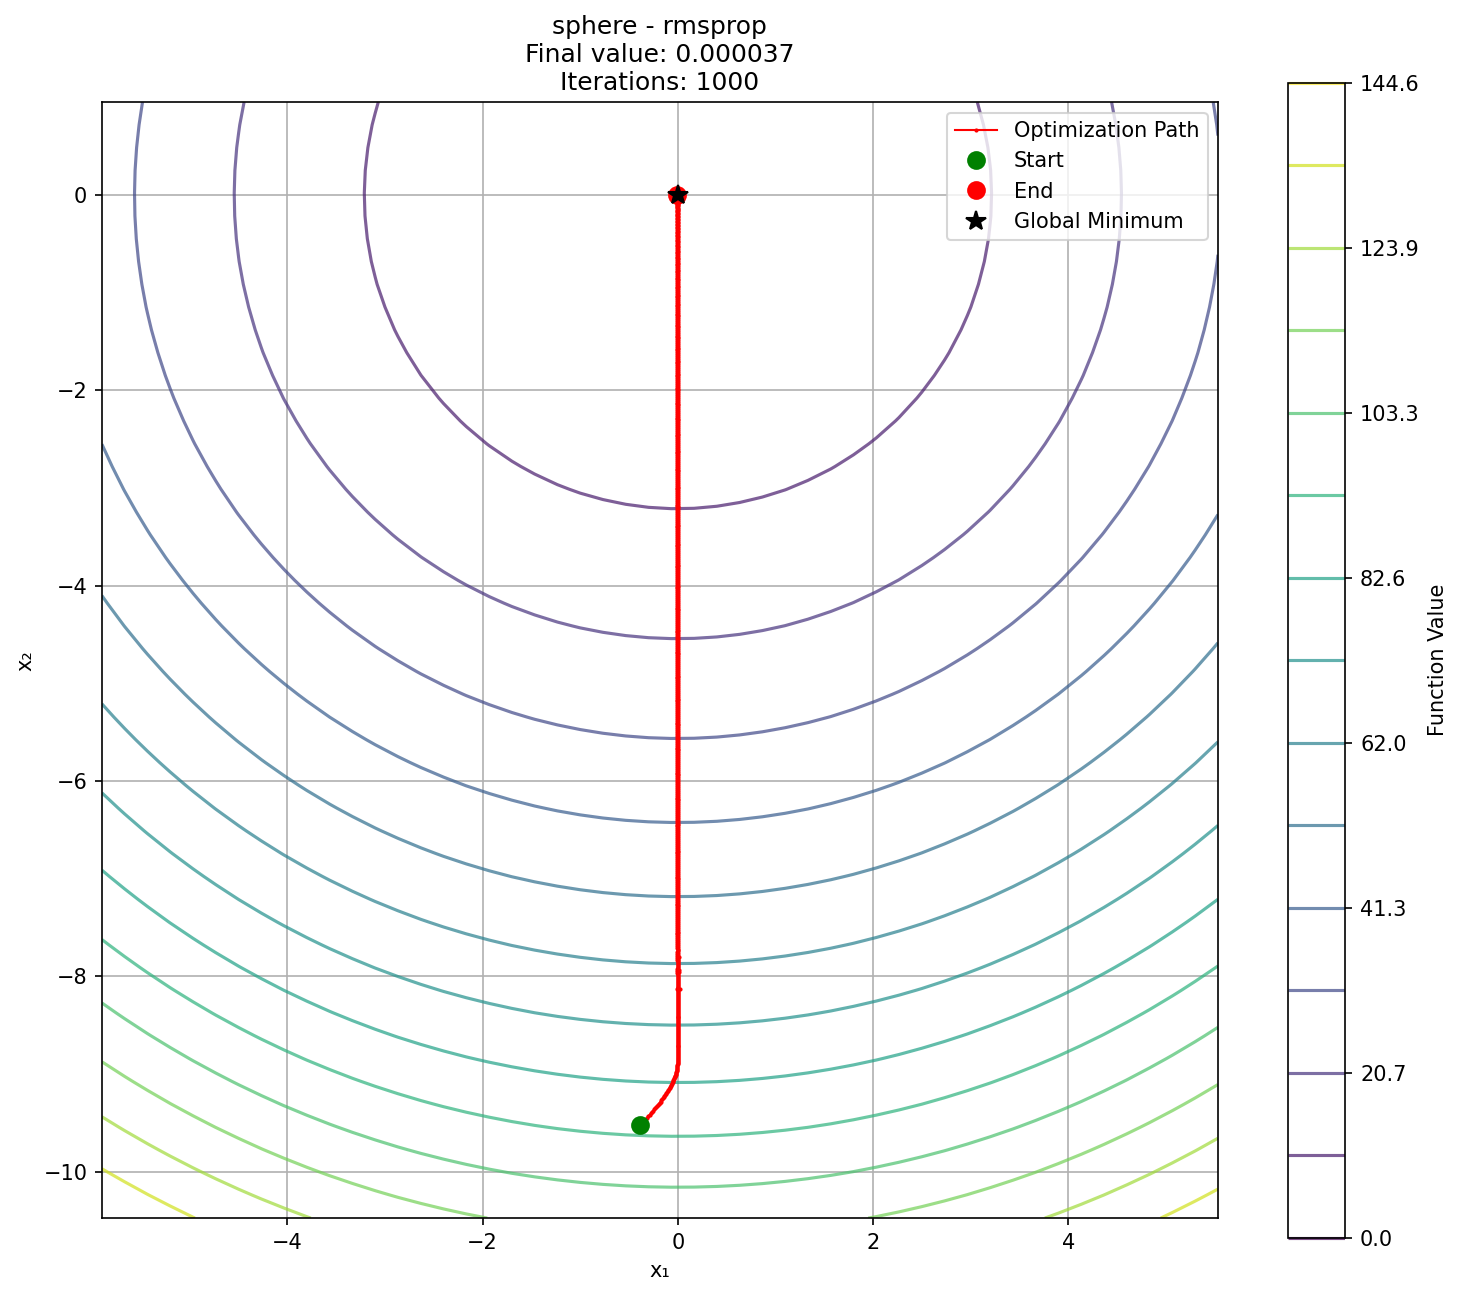 sphere - rmsprop
Final value: 0.000037
Iterations: 1000
Optimization Path
Start
End
Global Minimum
0
−2
−4
−6
−8
−10
x₂
−4
−2
0
2
4
x₁
144.6
123.9
103.3
82.6
62.0
41.3
20.7
0.0
Function Value